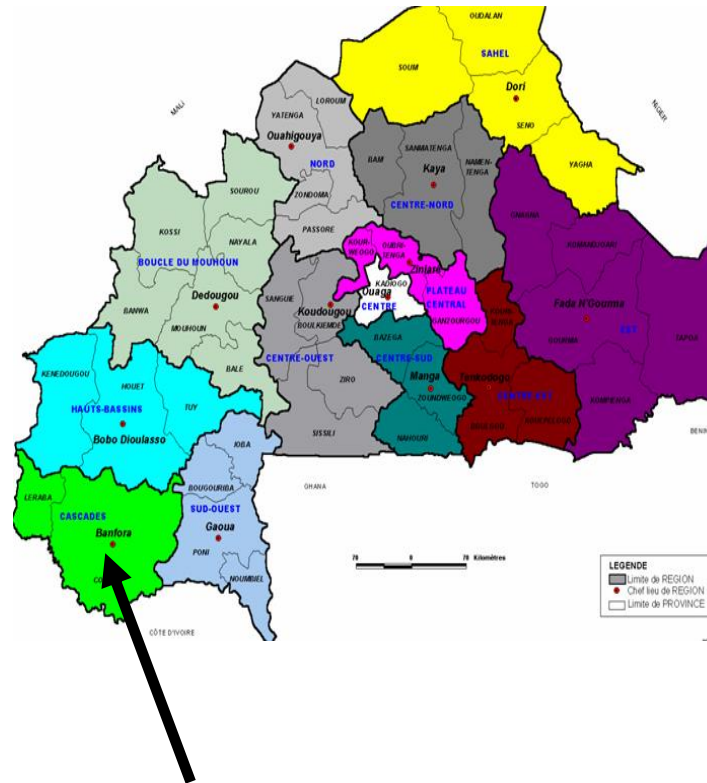 OUDALAN
SAHEL
SOUM
Dori
SENO
YAGHA
MALI
NIGER
LOROUM
YATENGA
Ouahigouya
NORD
ZONDOMA
PASSORE
BAM
SANMATENGA
NAMEN-
TENGA
Kaya
CENTRE-NORD
SOUROU
KOSSI
NAYALA
BOUCLE DU MOUHOUN
Dedougou
BANWA
MOUHOUN
BALE
KOUR-
WEOGO
OUBRI-
TENGA
Ziniaré
PLATEAU
CENTRAL
GANZOURGOU
KADIOGO
Ouaga
CENTRE
SANGUIE
Koudougou
BOULKIEMDE
CENTRE-OUEST
ZIRO
SISSILI
BAZEGA
CENTRE-SUD
Manga
ZOUNDWEOGO
NAHOURI
Tenkodogo
CENTRE-EST
GNAGNA
KOMANDJOARI
Fada N'Gourma
EST
GOURMA
TAPOA
KOMPIENGA
BENIN
KENEDOUGOU
HOUET
TUY
HAUTS-BASSINS
Bobo Dioulasso
IOBA
BOUGOURIBA
SUD-OUEST
Gaoua
PONI
NOUMBIEL
LERABA
CASCADES
Banfora
GHANA
TOGO
CÔTE D'IVOIRE
70 0 70 Kilomètres
LEGENDE
Limite de REGION
Chef lieu de REGION
Limite de PROVINCE